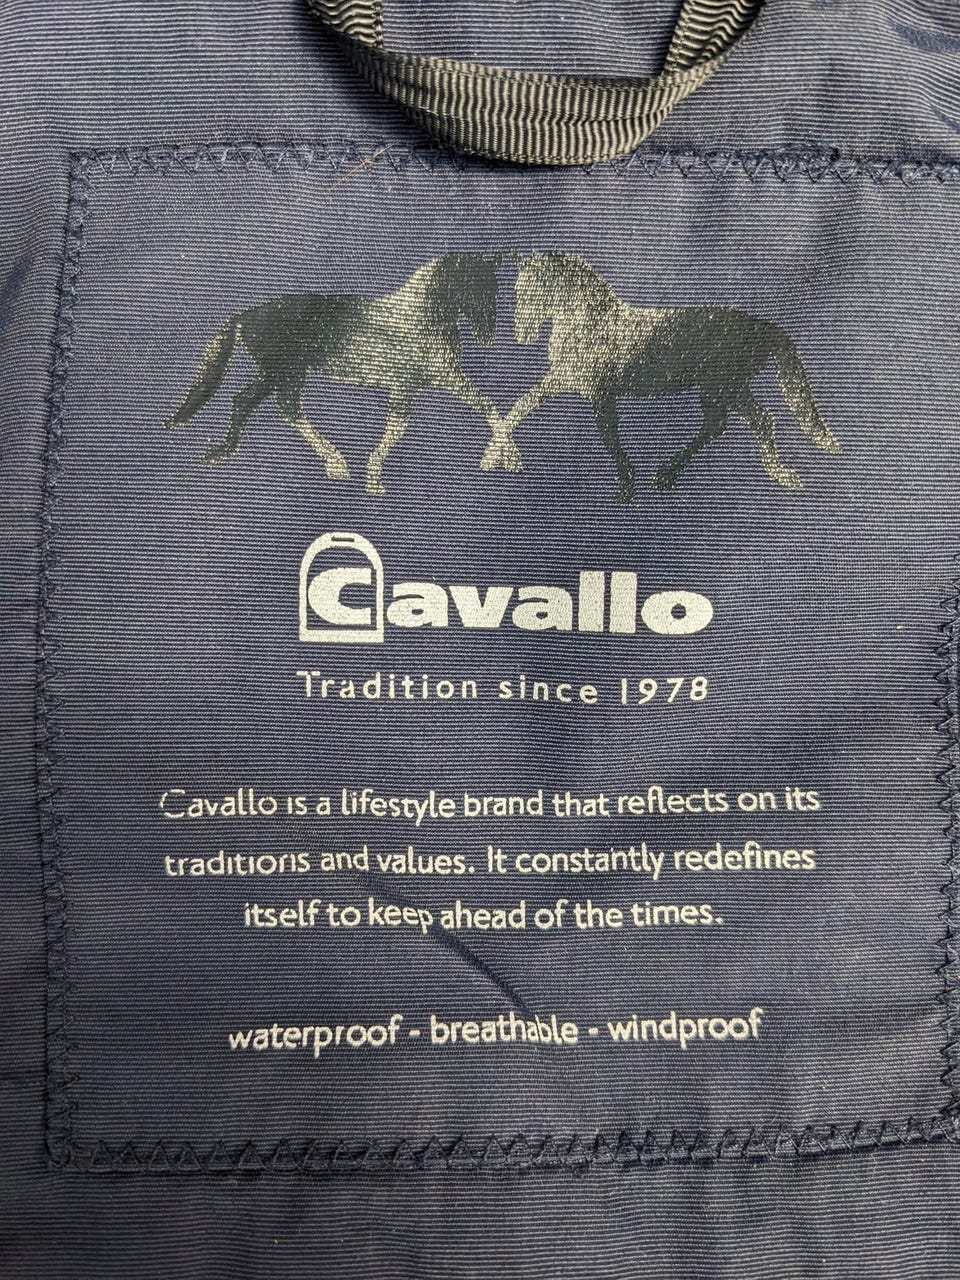 Cavallo
Tradition since 1978
Cavallo is a lifestyle brand that reflects on its
traditions and values. It constantly redefines
itself to keep ahead of the times.
waterproof - breathable - windproof